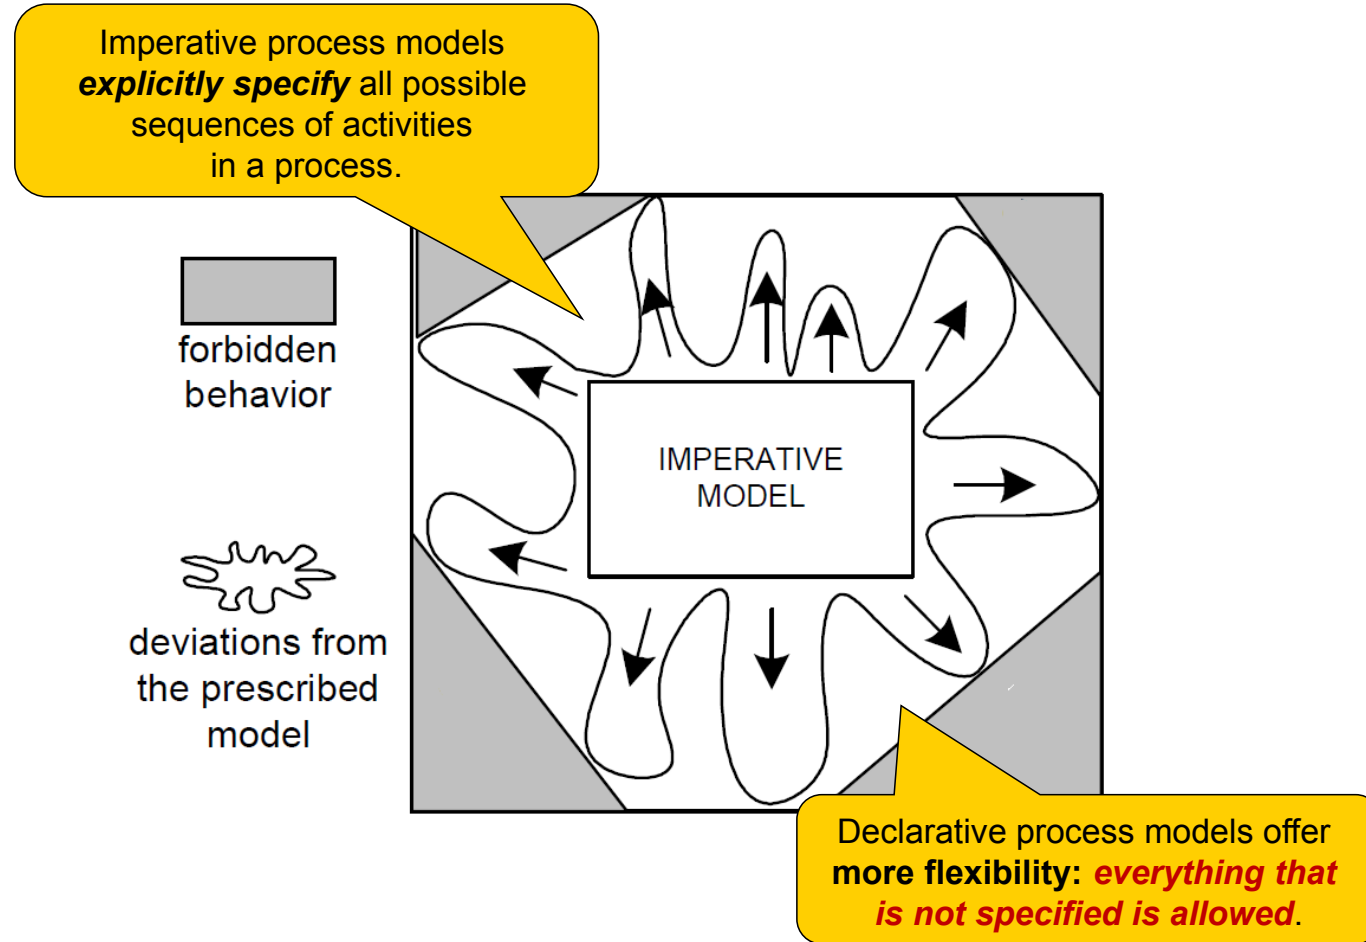 Imperative process models
explicitly specify all possible
sequences of activities
in a process.
forbidden
behavior
IMPERATIVE
MODEL
deviations from
the prescribed
model
Declarative process models offer
more flexibility: everything that
is not specified is allowed.